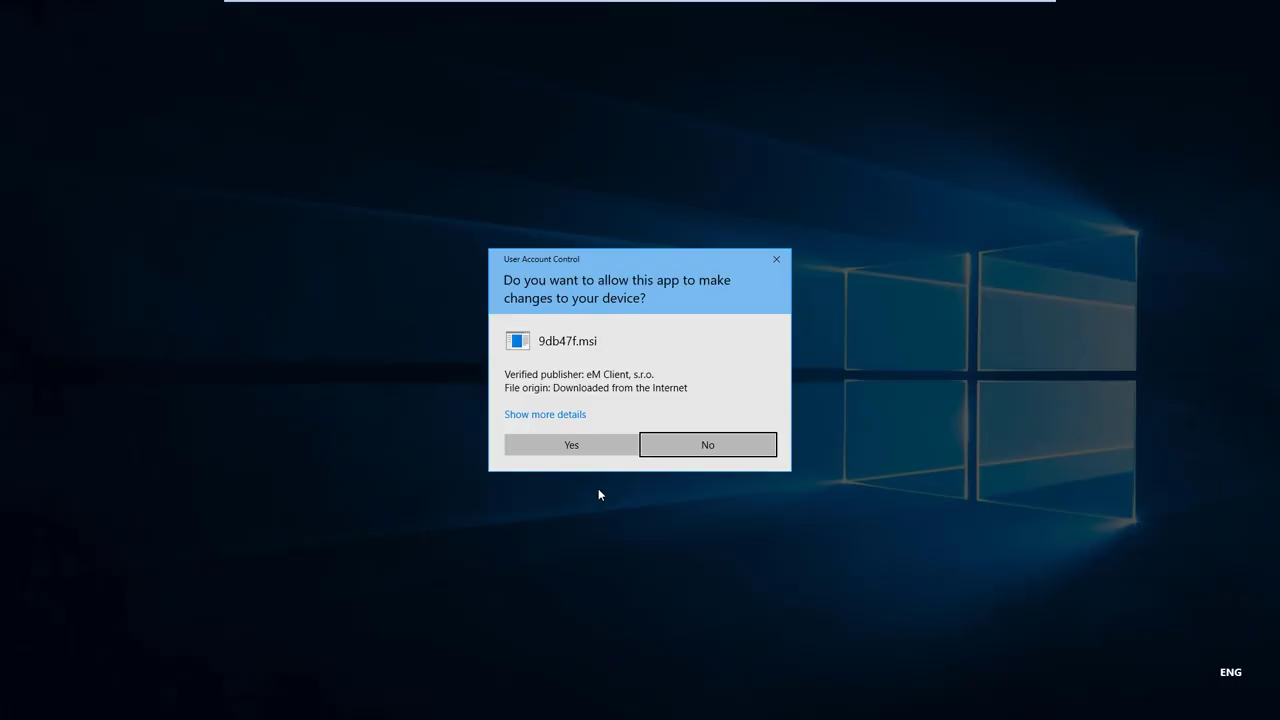 User Account Control
Do you want to allow this app to make
changes to your device?
9db47f.msi
Verified publisher: eM Client, s.r.o.
File origin: Downloaded from the Internet
Show more details
Yes No
ENG